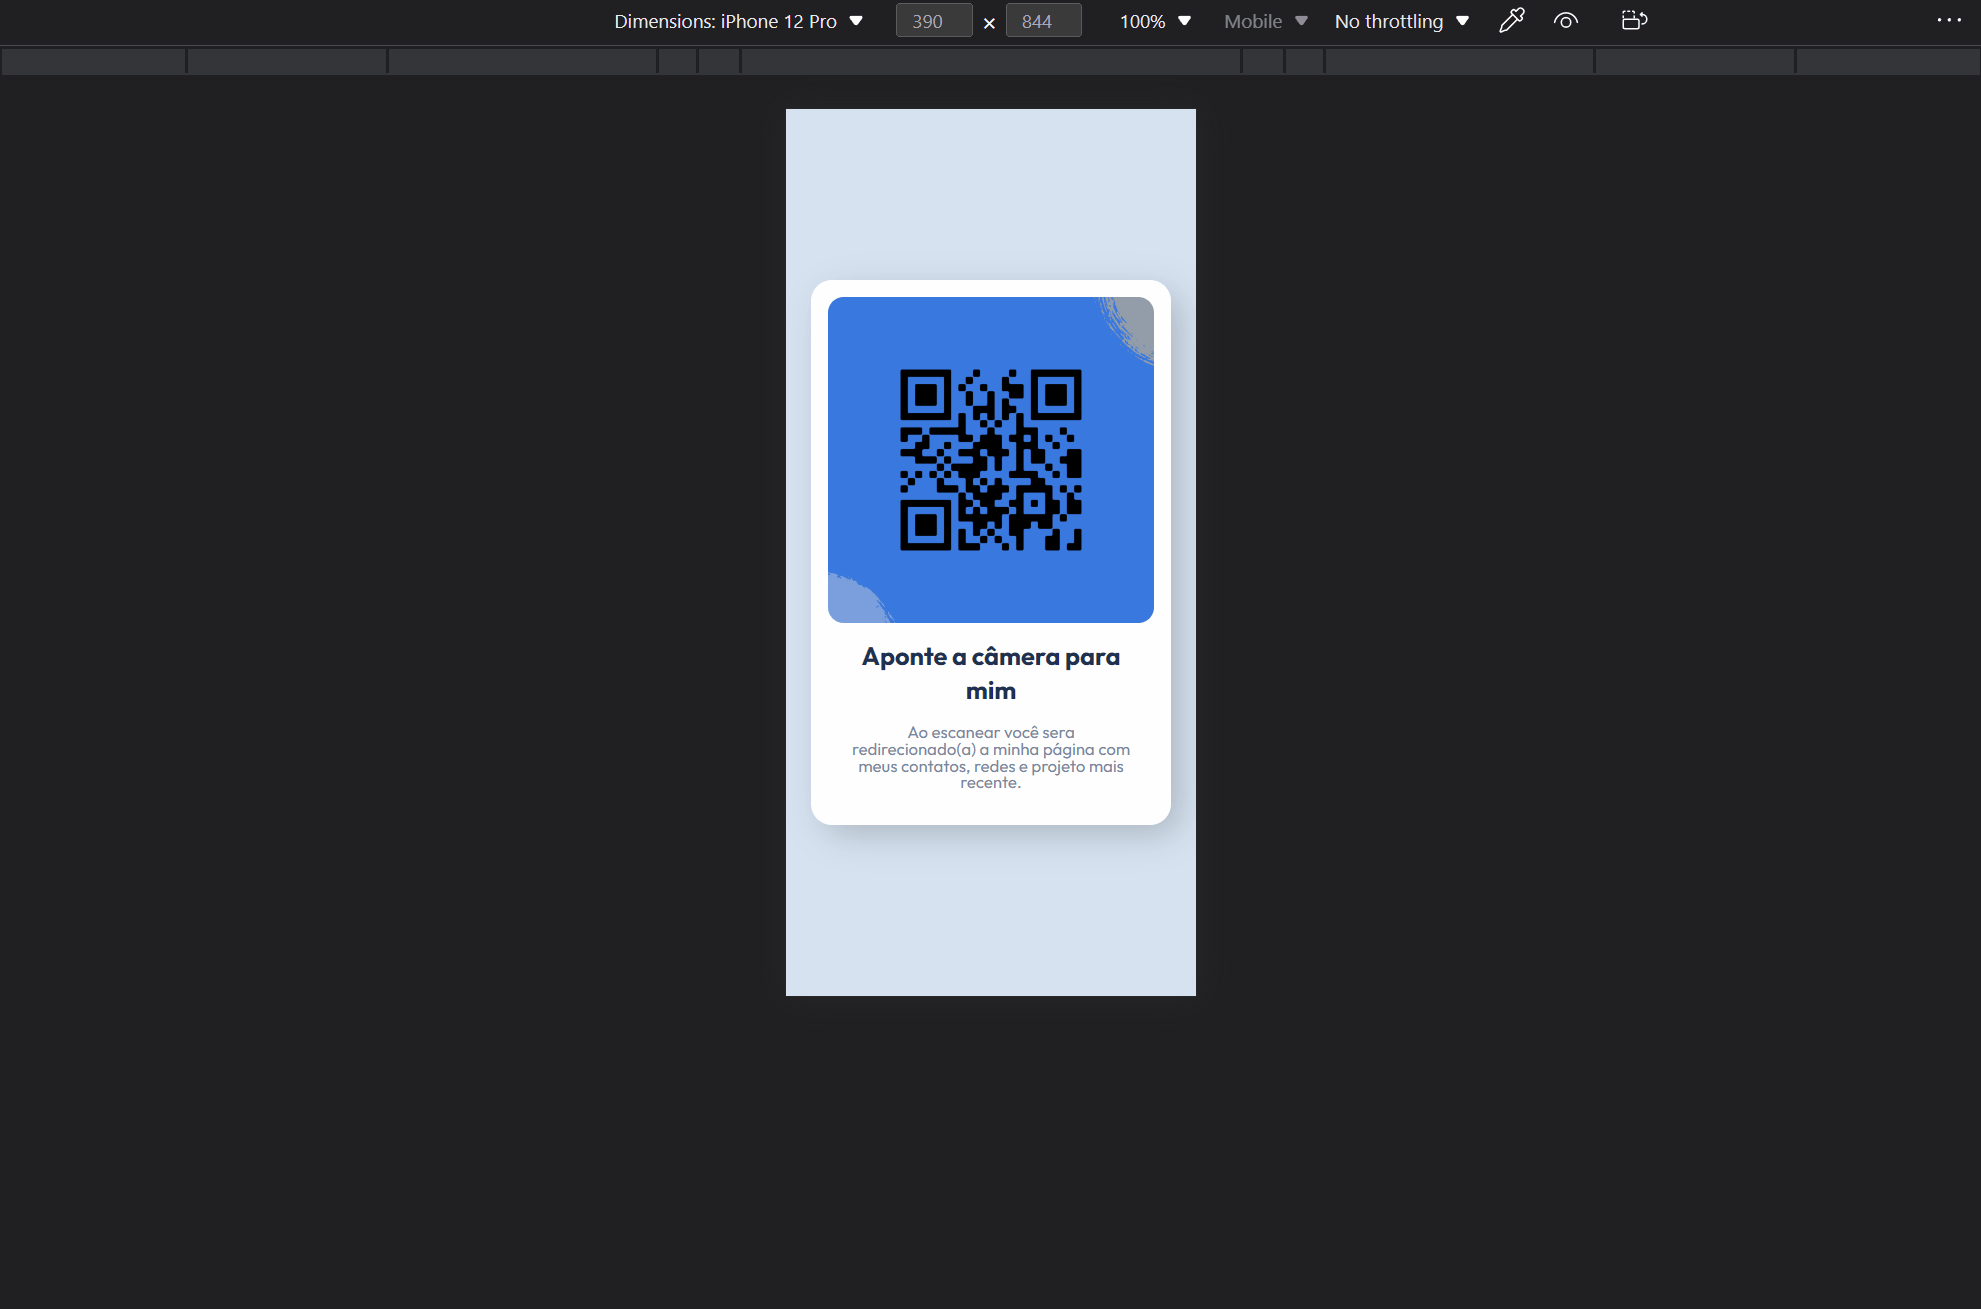 Dimensions: iPhone 12 Pro 390 × 844 100% Mobile No throttling
Aponte a câmera para
mim
Ao escanear você sera
redirecionado(a) a minha página com
meus contatos, redes e projeto mais
recente.